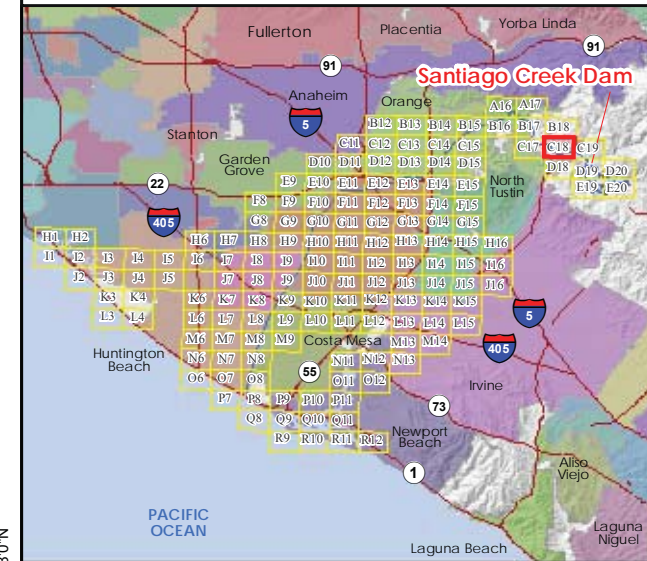 Yorba Linda
Fullerton
Placentia
91
91
Santiago Creek Dam
Anaheim
Orange
5
A16 A17
B12 B13 B14 B15 B16 B17 B18
Stanton
C11 C12 C13 C14 C15 C17 C18 C19
Garden
Grove
D10 D11 D12 D13 D14 D15 D18 D19 D20
North
Tustin
22
E9 E10 E11 E12 E13 E14 E15 E19 E20
F8 F9 F10 F11 F12 F13 F14 F15
405
G8 G9 G10 G11 G12 G13 G14 G15
H1 H2 H6 H7 H8 H9 H10 H11 H12 H13 H14 H15 H16
I1 I2 I3 I4 I5 I6 I7 I8 I9 I10 I11 I12 I13 I14 I15 I16
J2 J3 J4 J5 J7 J8 J9 J10 J11 J12 J13 J14 J15 J16
K3 K4 K6 K7 K8 K9 K10 K11 K12 K13 K14 K15
5
L3 L4 L6 L7 L8 L9 L10 L11 L12 L13 L14 L15
M6 M7 M8 M9 Costa Mesa M13 M14
405
Huntington
Beach
N6 N7 N8 N11 N12 N13
55
O6 O7 O8 O11 O12
Irvine
P7 P8 P9 P10 P11
73
Q8 Q9 Q10 Q11
Newport
Beach
R9 R10 R11 R12
1
Aliso
Viejo
PACIFIC
OCEAN
Laguna
Niguel
Laguna Beach